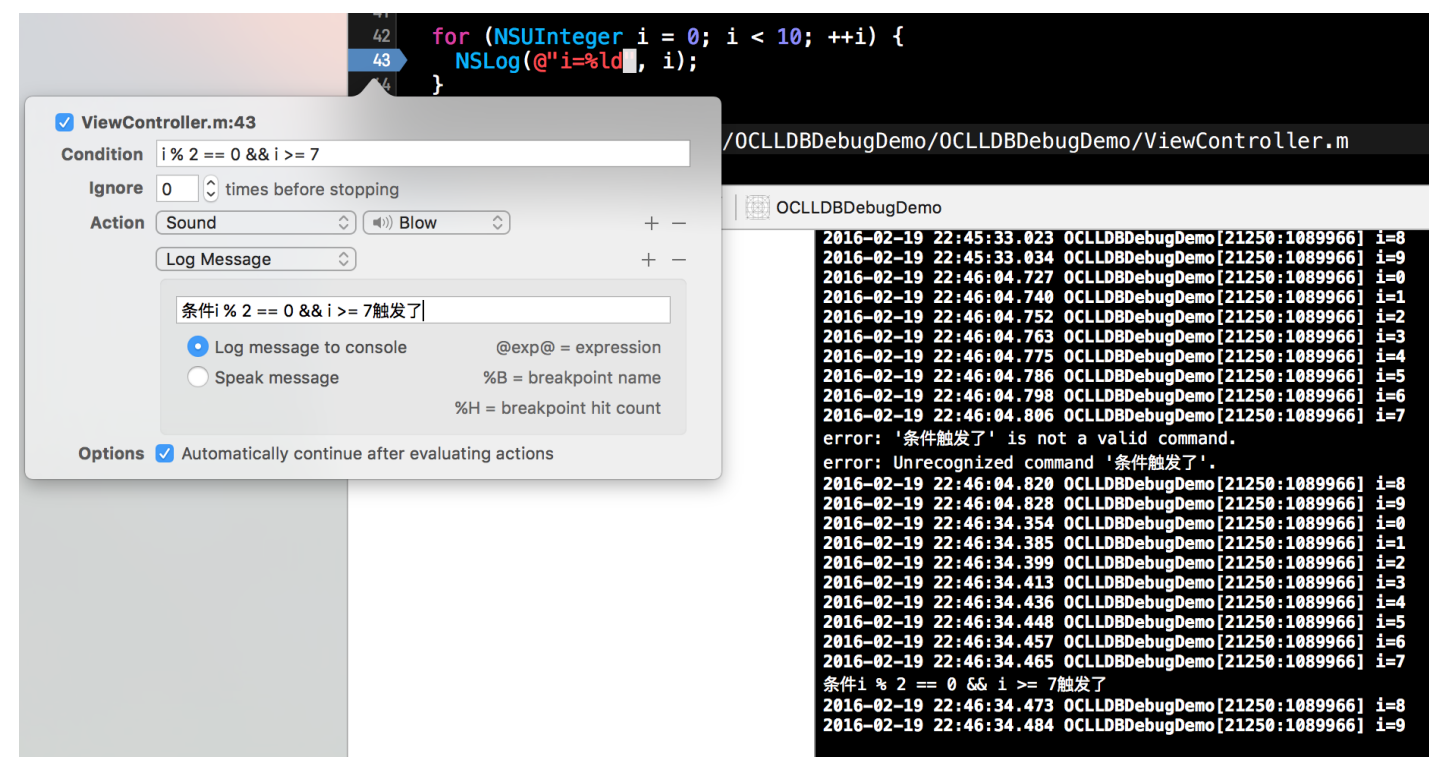 42 for (NSUInteger i = 0; i < 10; ++i) {
43 NSLog(@"i=%ld", i);
}
ViewController.m:43
Condition i % 2 == 0 && i >= 7
Ignore 0 times before stopping
Action Sound Blow + −
Log Message + −
条件i % 2 == 0 && i >= 7触发了
Log message to console @exp@ = expression
Speak message %B = breakpoint name
%H = breakpoint hit count
Options Automatically continue after evaluating actions
/OCLLDBDebugDemo/OCLLDBDebugDemo/ViewController.m
OCLLDBDebugDemo
2016-02-19 22:45:33.023 OCLLDBDebugDemo[21250:1089966] i=8
2016-02-19 22:45:33.034 OCLLDBDebugDemo[21250:1089966] i=9
2016-02-19 22:46:04.727 OCLLDBDebugDemo[21250:1089966] i=0
2016-02-19 22:46:04.740 OCLLDBDebugDemo[21250:1089966] i=1
2016-02-19 22:46:04.752 OCLLDBDebugDemo[21250:1089966] i=2
2016-02-19 22:46:04.763 OCLLDBDebugDemo[21250:1089966] i=3
2016-02-19 22:46:04.775 OCLLDBDebugDemo[21250:1089966] i=4
2016-02-19 22:46:04.786 OCLLDBDebugDemo[21250:1089966] i=5
2016-02-19 22:46:04.798 OCLLDBDebugDemo[21250:1089966] i=6
2016-02-19 22:46:04.806 OCLLDBDebugDemo[21250:1089966] i=7
error: '条件触发了' is not a valid command.
error: Unrecognized command '条件触发了'.
2016-02-19 22:46:04.820 OCLLDBDebugDemo[21250:1089966] i=8
2016-02-19 22:46:04.828 OCLLDBDebugDemo[21250:1089966] i=9
2016-02-19 22:46:34.354 OCLLDBDebugDemo[21250:1089966] i=0
2016-02-19 22:46:34.385 OCLLDBDebugDemo[21250:1089966] i=1
2016-02-19 22:46:34.399 OCLLDBDebugDemo[21250:1089966] i=2
2016-02-19 22:46:34.413 OCLLDBDebugDemo[21250:1089966] i=3
2016-02-19 22:46:34.436 OCLLDBDebugDemo[21250:1089966] i=4
2016-02-19 22:46:34.448 OCLLDBDebugDemo[21250:1089966] i=5
2016-02-19 22:46:34.457 OCLLDBDebugDemo[21250:1089966] i=6
2016-02-19 22:46:34.465 OCLLDBDebugDemo[21250:1089966] i=7
条件i % 2 == 0 && i >= 7触发了
2016-02-19 22:46:34.473 OCLLDBDebugDemo[21250:1089966] i=8
2016-02-19 22:46:34.484 OCLLDBDebugDemo[21250:1089966] i=9